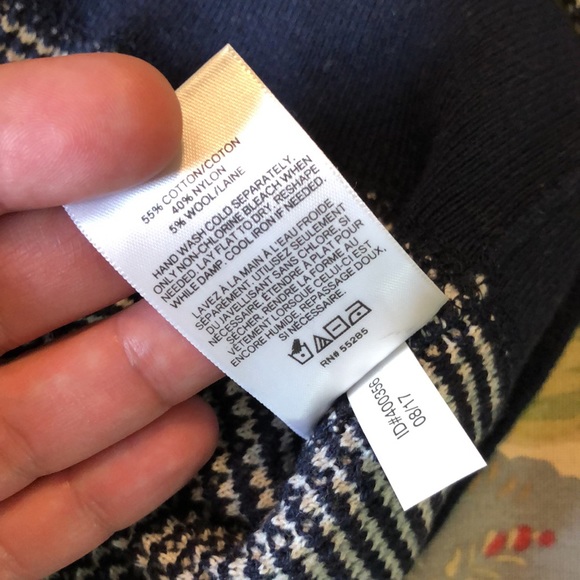 55% COTTON/COTON
40% NYLON
5% WOOL/LAINE
HAND WASH COLD SEPARATELY.
ONLY NON-CHLORINE BLEACH WHEN
NEEDED. LAY FLAT TO DRY. RESHAPE
WHILE DAMP. COOL IRON IF NEEDED.
LAVEZ À LA MAIN À L'EAU FROIDE
SÉPARÉMENT UTILISEZ SEULEMENT
DU JAVELLISANT SANS CHLORE, SI
NÉCESSAIRE. ÉTENDRE À PLAT POUR
SÉCHER. RENDRE LA FORME AU
VÊTEMENT LORSQUE CELUI-CI EST
ENCORE HUMIDE. REPASSAGE DOUX,
SI NÉCESSAIRE.
RN# 55285
ID#400356
08/17